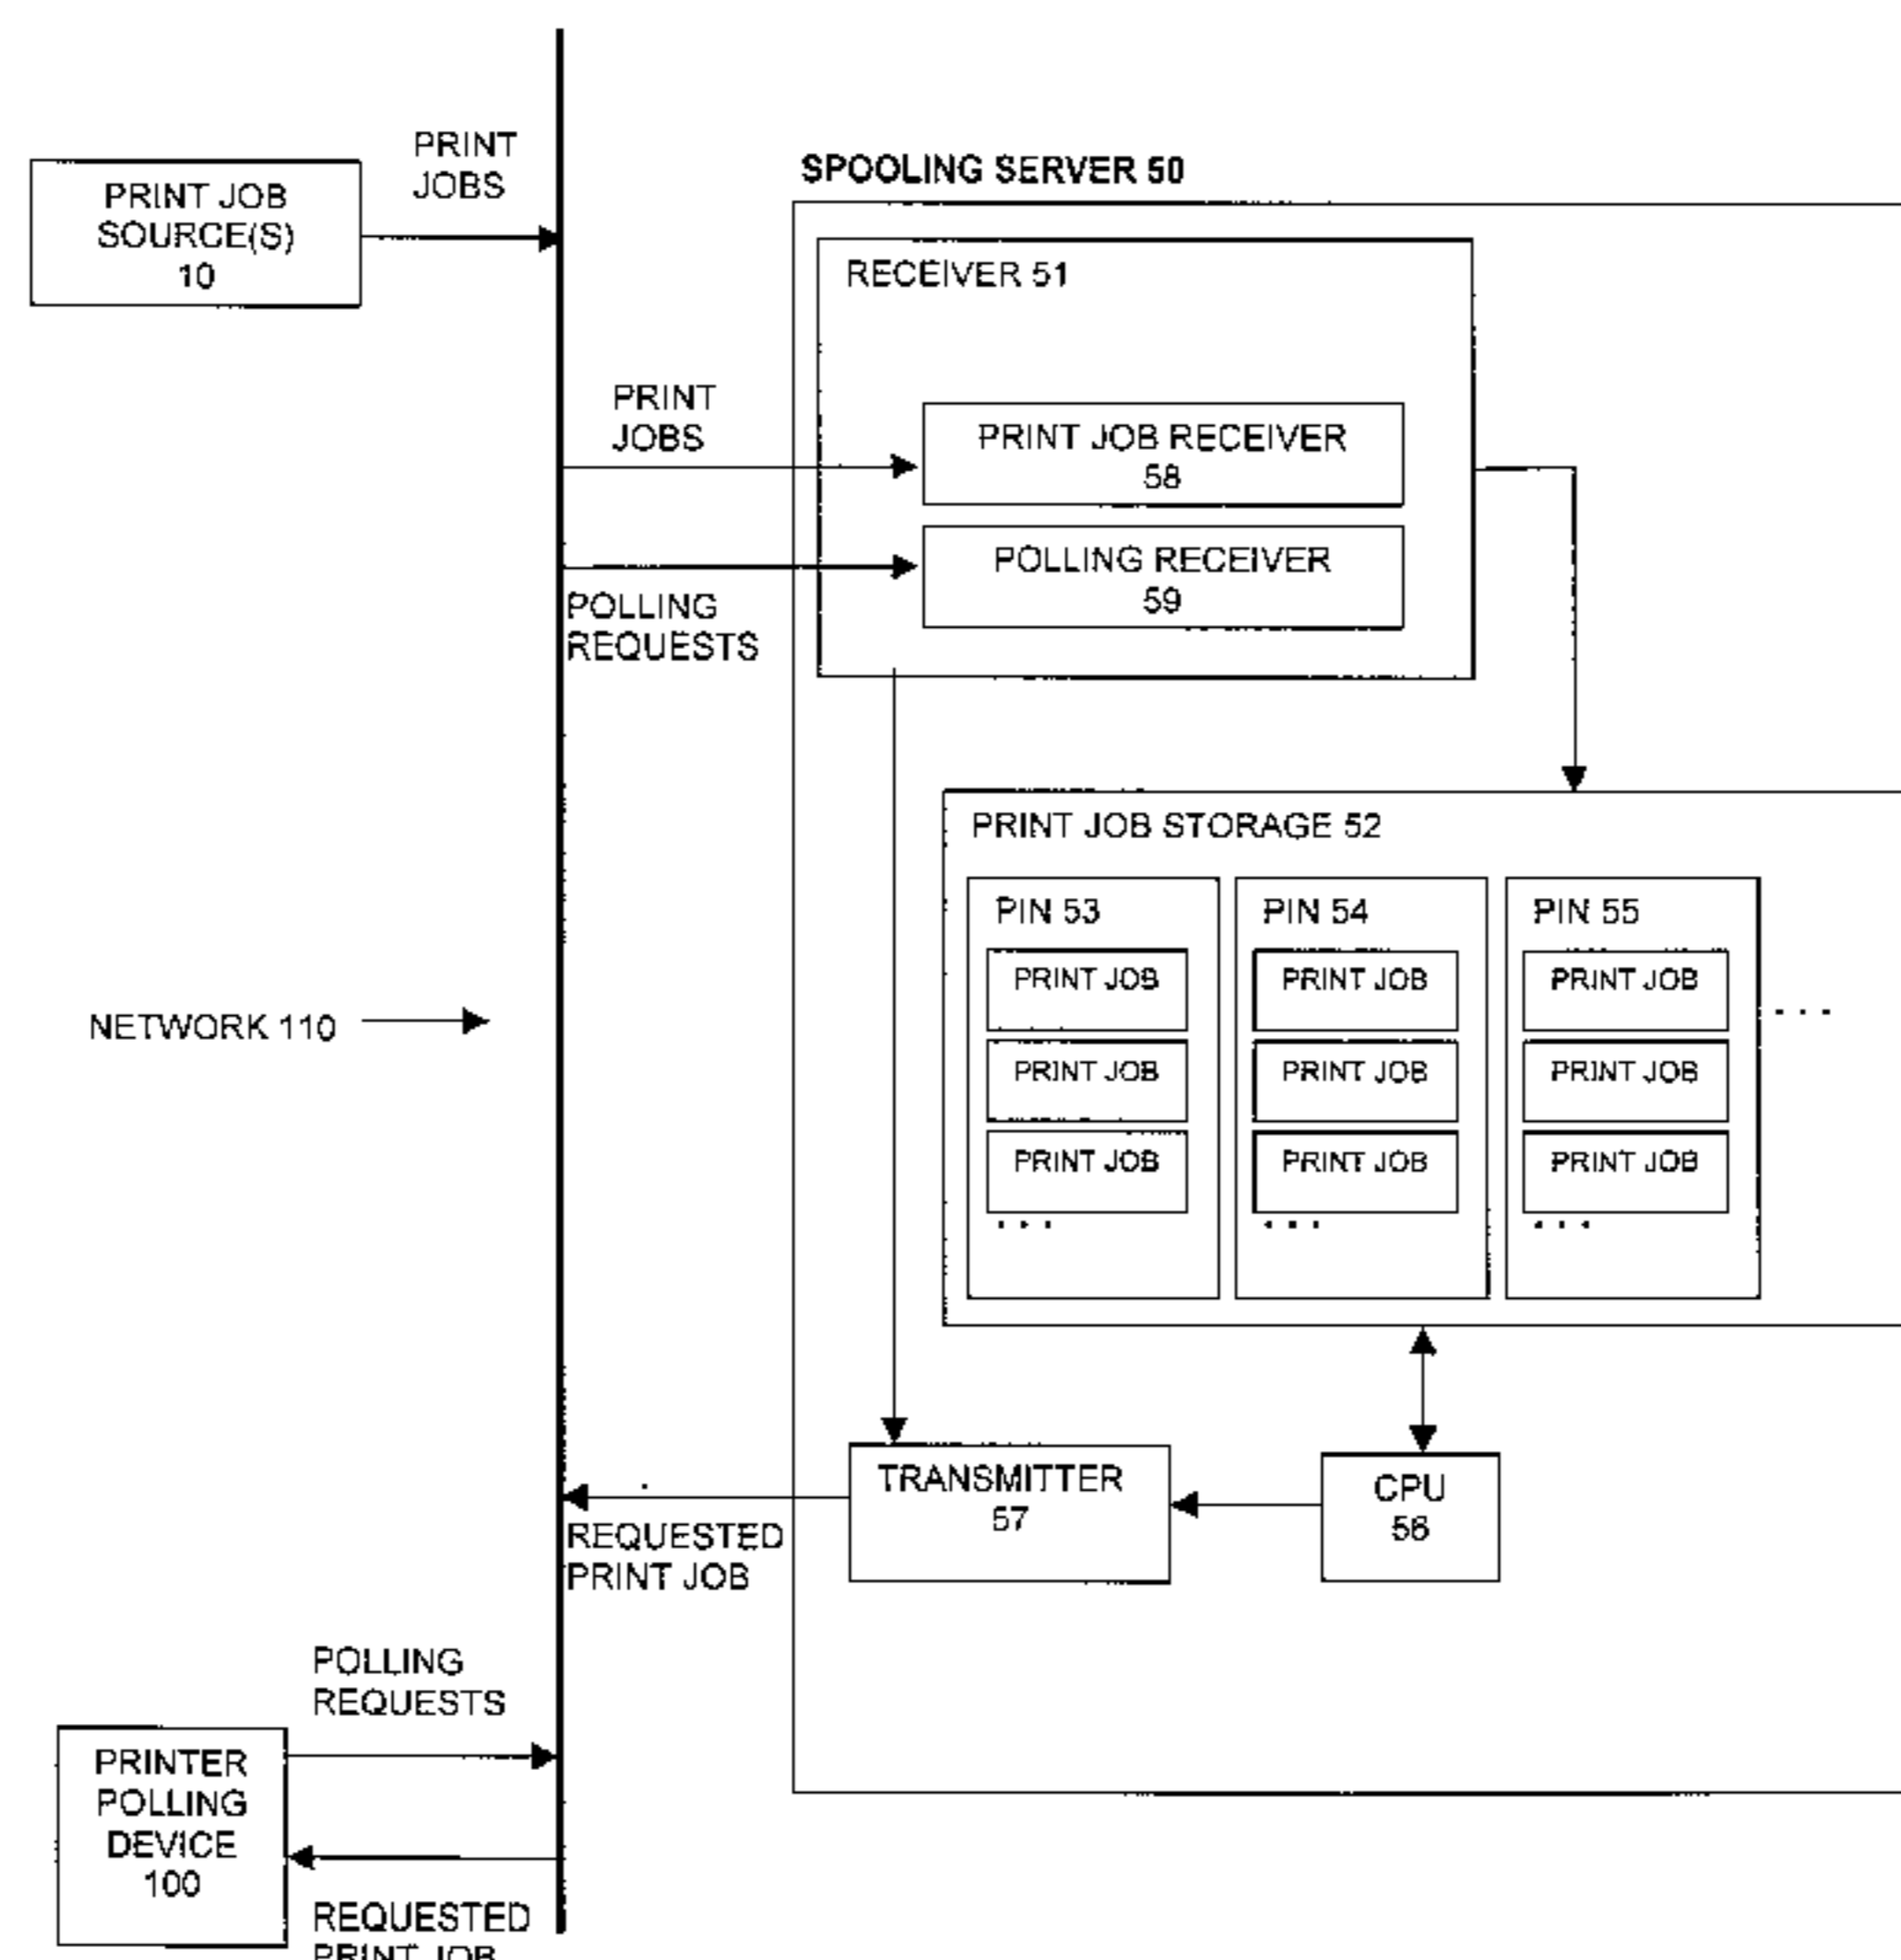 PRINT
JOBS
PRINT JOB
SOURCE(S)
10
SPOOLING SERVER 50
RECEIVER 51
PRINT
JOBS
PRINT JOB RECEIVER
58
POLLING RECEIVER
59
POLLING
REQUESTS
PRINT JOB STORAGE 52
PIN 53
PRINT JOB
PRINT JOB
PRINT JOB
. . .
PIN 54
PRINT JOB
PRINT JOB
PRINT JOB
. . .
PIN 55
PRINT JOB
PRINT JOB
PRINT JOB
. . .
. . .
NETWORK 110
TRANSMITTER
57
CPU
56
REQUESTED
PRINT JOB
POLLING
REQUESTS
PRINTER
POLLING
DEVICE
100
REQUESTED
PRINT JOB